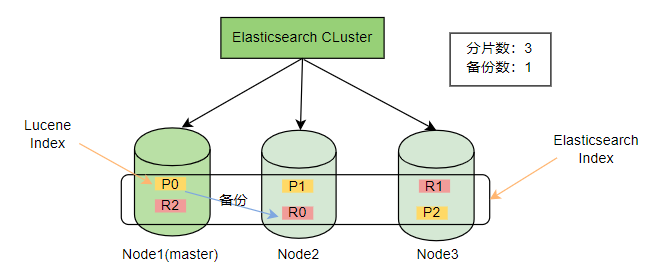 Elasticsearch CLuster
分片数：3
备份数：1
Lucene
Index
Elasticsearch
Index
P0
P1
R1
R2
备份
R0
P2
Node1(master)
Node2
Node3